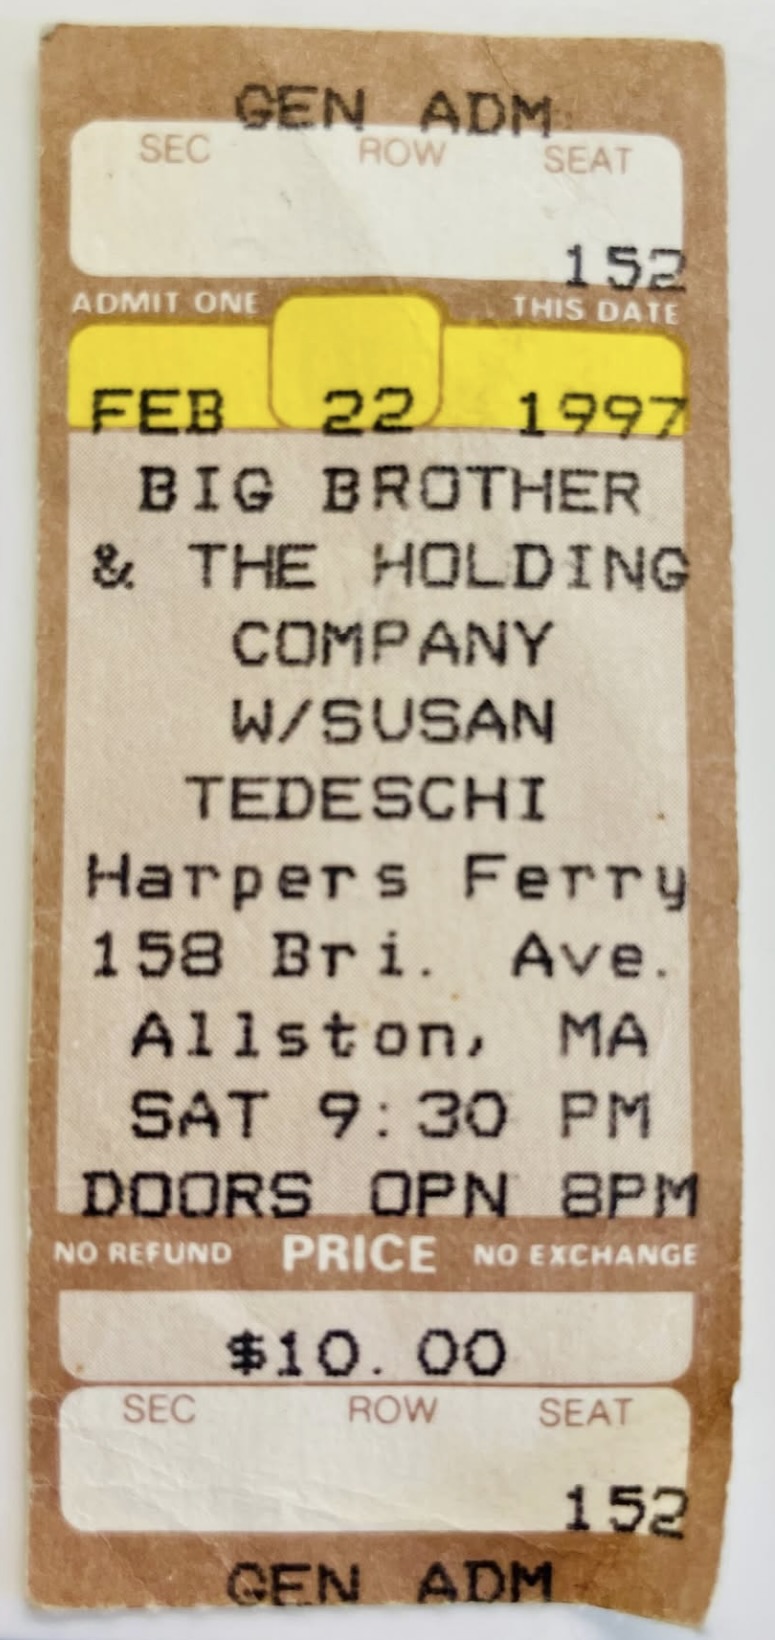 GEN ADM
SEC ROW SEAT
152
ADMIT ONE THIS DATE
FEB 22 1997
BIG BROTHER
& THE HOLDING
COMPANY
W/SUSAN
TEDESCHI
Harpers Ferry
158 Bri. Ave.
Allston, MA
SAT 9:30 PM
DOORS OPN 8PM
NO REFUND PRICE NO EXCHANGE
$10.00
SEC ROW SEAT
152
GEN ADM